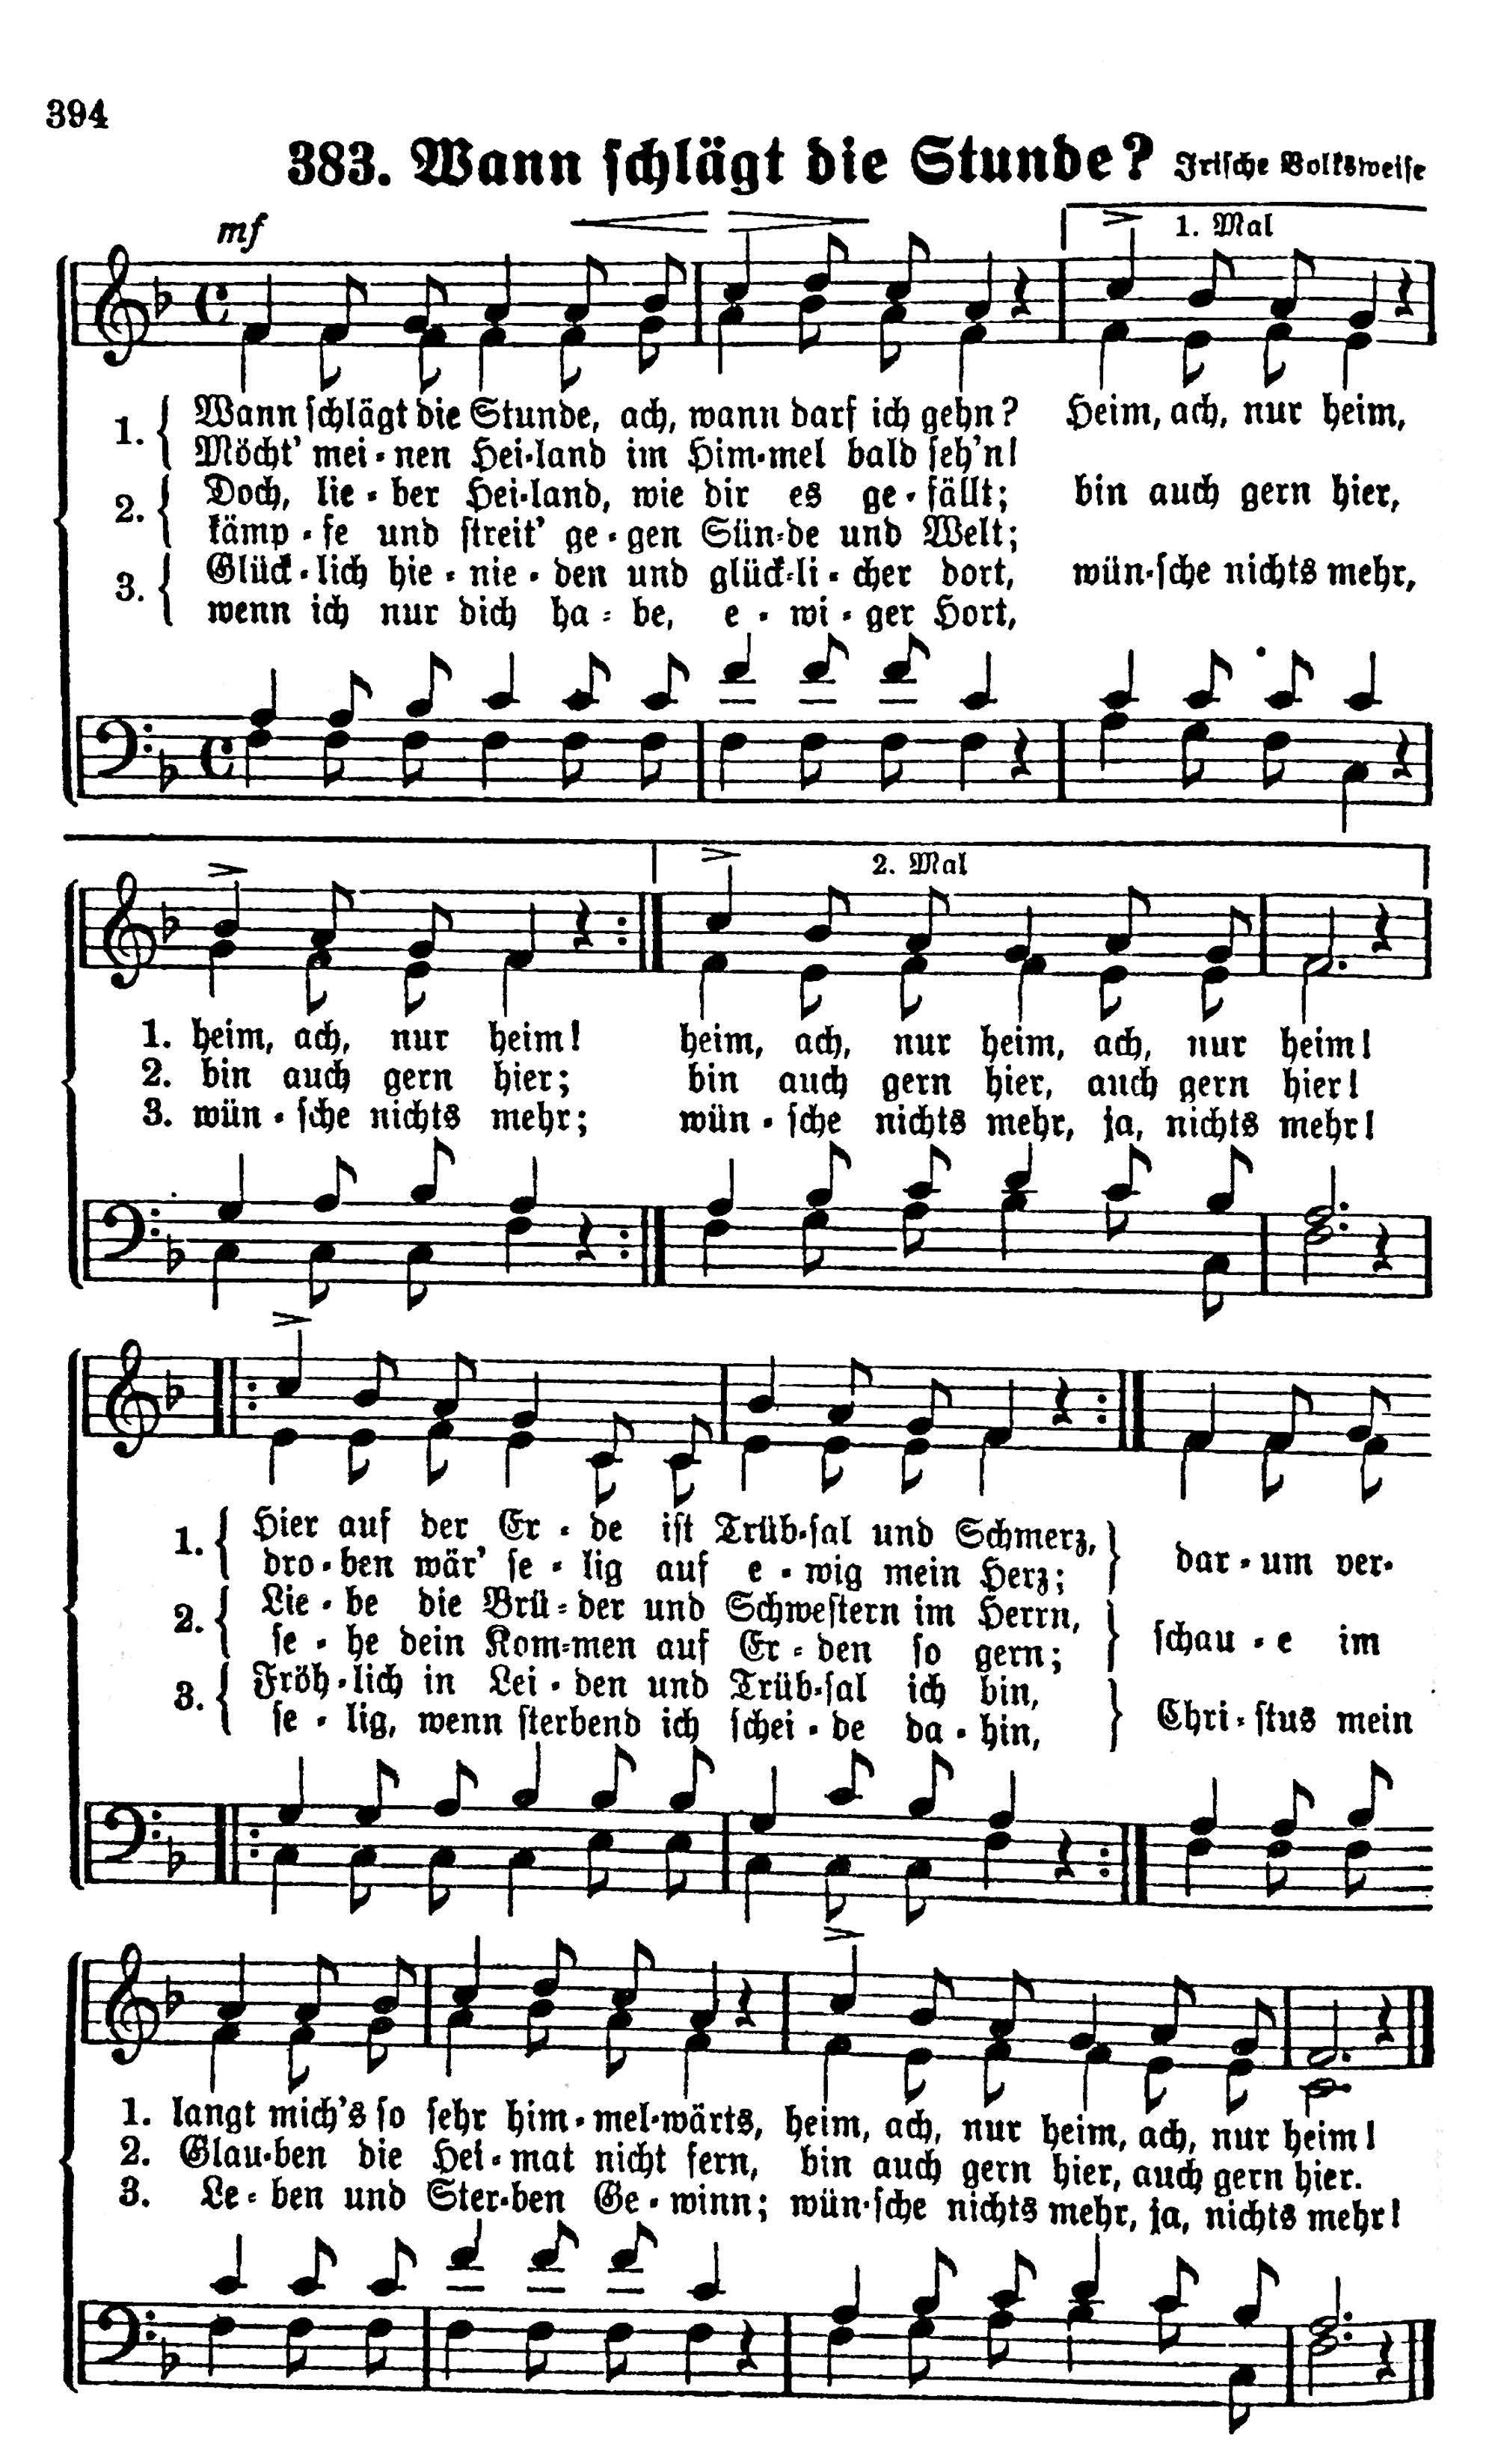 394
383. Wann schlägt die Stunde? Irische Volksweise
mf
1. Mal
1. Wann schlägt die Stunde, ach, wann darf ich gehn? Heim, ach, nur heim,
Möcht' mei-nen Hei-land im Him-mel bald seh'n!
2. Doch, lie-ber Hei-land, wie dir es ge-fällt; bin auch gern hier,
kämp-fe und streit' ge-gen Sün-de und Welt;
3. Glück-lich hie-nie-den und glück-li-cher dort, wün-sche nichts mehr,
wenn ich nur dich ha-be, e-wi-ger Hort,
2. Mal
1. heim, ach, nur heim! heim, ach, nur heim, ach, nur heim!
2. bin auch gern hier; bin auch gern hier, auch gern hier!
3. wün-sche nichts mehr; wün-sche nichts mehr, ja, nichts mehr!
1. Hier auf der Er-de ist Trüb-sal und Schmerz, dar-um ver-
dro-ben wär' se-lig auf e-wig mein Herz;
2. Lie-be die Brü-der und Schwestern im Herrn, schau-e im
se-he dein Kom-men auf Er-den so gern;
3. Fröh-lich in Lei-den und Trüb-sal ich bin, Chri-stus mein
se-lig, wenn sterbend ich schei-de da-hin,
1. langt mich's so sehr him-mel-wärts, heim, ach, nur heim, ach, nur heim!
2. Glau-ben die Hei-mat nicht fern, bin auch gern hier, auch gern hier.
3. Le-ben und Ster-ben Ge-winn; wün-sche nichts mehr, ja, nichts mehr!